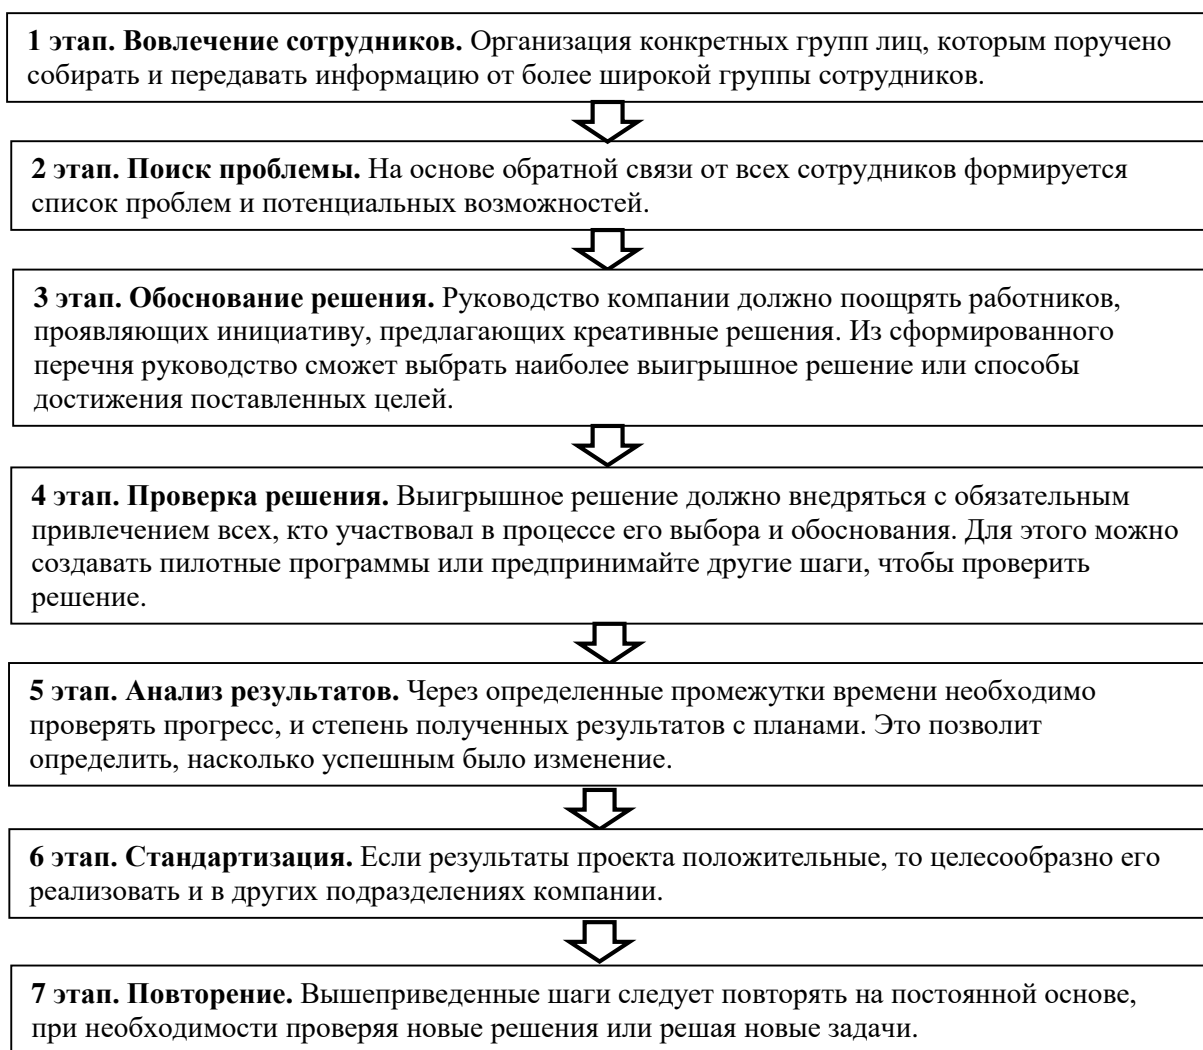 1 этап. Вовлечение сотрудников. Организация конкретных групп лиц, которым поручено
собирать и передавать информацию от более широкой группы сотрудников.
2 этап. Поиск проблемы. На основе обратной связи от всех сотрудников формируется
список проблем и потенциальных возможностей.
3 этап. Обоснование решения. Руководство компании должно поощрять работников,
проявляющих инициативу, предлагающих креативные решения. Из сформированного
перечня руководство сможет выбрать наиболее выигрышное решение или способы
достижения поставленных целей.
4 этап. Проверка решения. Выигрышное решение должно внедряться с обязательным
привлечением всех, кто участвовал в процессе его выбора и обоснования. Для этого можно
создавать пилотные программы или предпринимайте другие шаги, чтобы проверить
решение.
5 этап. Анализ результатов. Через определенные промежутки времени необходимо
проверять прогресс, и степень полученных результатов с планами. Это позволит
определить, насколько успешным было изменение.
6 этап. Стандартизация. Если результаты проекта положительные, то целесообразно его
реализовать и в других подразделениях компании.
7 этап. Повторение. Вышеприведенные шаги следует повторять на постоянной основе,
при необходимости проверяя новые решения или решая новые задачи.